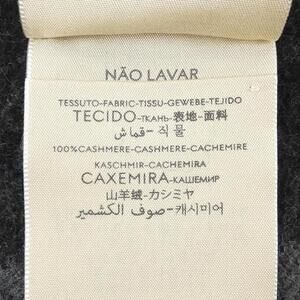 NÃO LAVAR
TESSUTO-FABRIC-TISSU-GEWEBE-TEJIDO
TECIDO-ТКАНЬ-表地-面料
قماش-직물
100%CASHMERE-CASHMERE-CACHEMIRE
KASCHMIR-CACHEMIRA
CAXEMIRA-КАШЕМИР
山羊绒-カシミヤ
صوف الكشمير-캐시미어